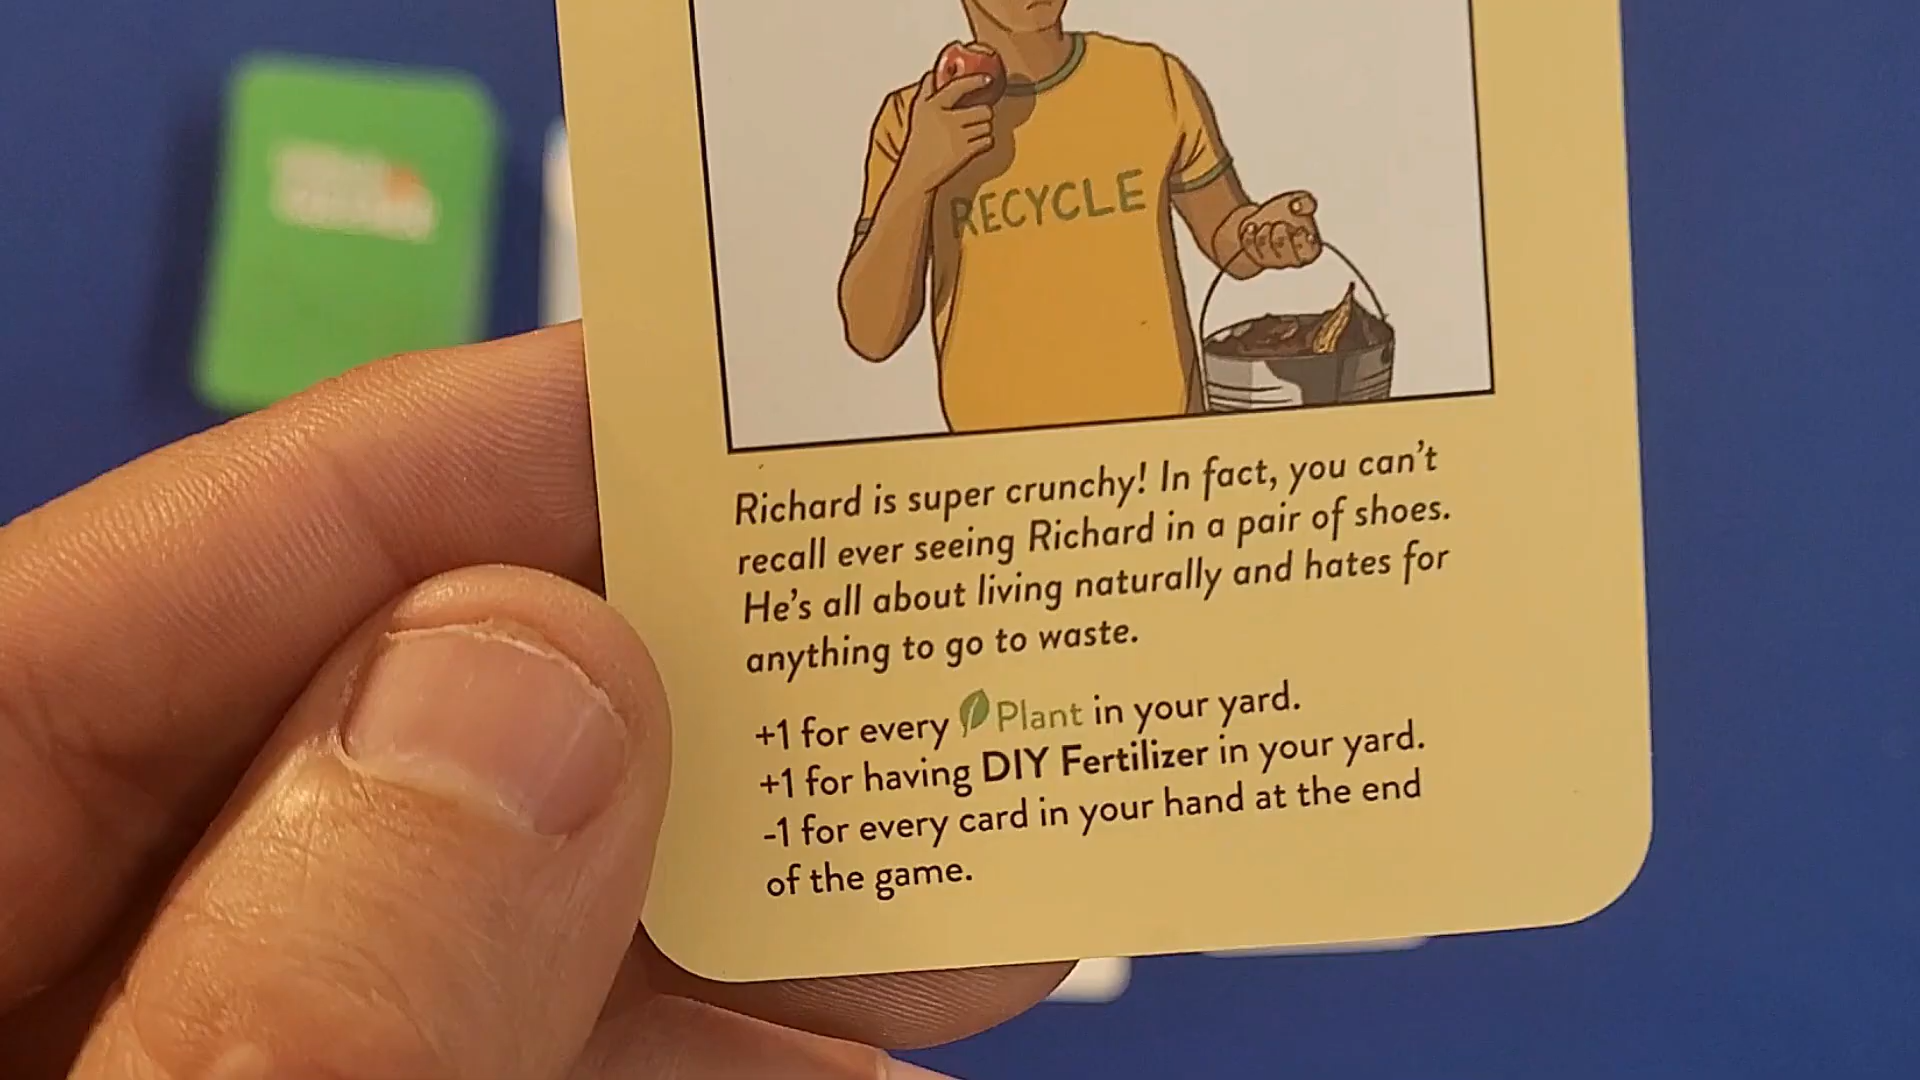 RECYCLE
Richard is super crunchy! In fact, you can't
recall ever seeing Richard in a pair of shoes.
He's all about living naturally and hates for
anything to go to waste.
+1 for every Plant in your yard.
+1 for having DIY Fertilizer in your yard.
-1 for every card in your hand at the end
of the game.